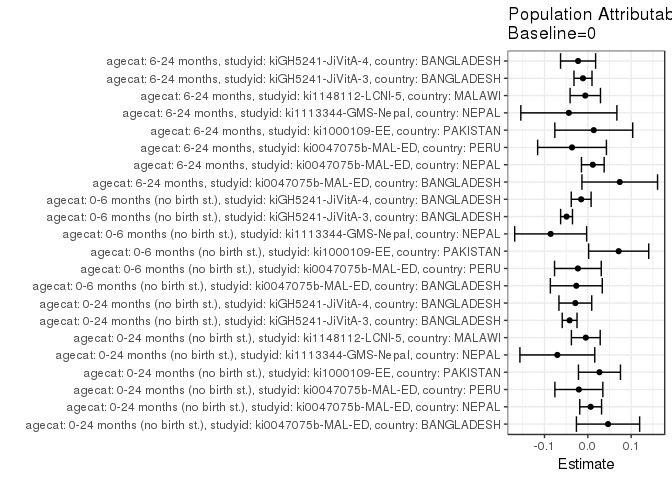 Population Attributab
Baseline=0
agecat: 6-24 months, studyid: kiGH5241-JiVitA-4, country: BANGLADESH
agecat: 6-24 months, studyid: kiGH5241-JiVitA-3, country: BANGLADESH
agecat: 6-24 months, studyid: ki1148112-LCNI-5, country: MALAWI
agecat: 6-24 months, studyid: ki1113344-GMS-Nepal, country: NEPAL
agecat: 6-24 months, studyid: ki1000109-EE, country: PAKISTAN
agecat: 6-24 months, studyid: ki0047075b-MAL-ED, country: PERU
agecat: 6-24 months, studyid: ki0047075b-MAL-ED, country: NEPAL
agecat: 6-24 months, studyid: ki0047075b-MAL-ED, country: BANGLADESH
agecat: 0-6 months (no birth st.), studyid: kiGH5241-JiVitA-4, country: BANGLADESH
agecat: 0-6 months (no birth st.), studyid: kiGH5241-JiVitA-3, country: BANGLADESH
agecat: 0-6 months (no birth st.), studyid: ki1113344-GMS-Nepal, country: NEPAL
agecat: 0-6 months (no birth st.), studyid: ki1000109-EE, country: PAKISTAN
agecat: 0-6 months (no birth st.), studyid: ki0047075b-MAL-ED, country: PERU
agecat: 0-6 months (no birth st.), studyid: ki0047075b-MAL-ED, country: BANGLADESH
agecat: 0-24 months (no birth st.), studyid: kiGH5241-JiVitA-4, country: BANGLADESH
agecat: 0-24 months (no birth st.), studyid: kiGH5241-JiVitA-3, country: BANGLADESH
agecat: 0-24 months (no birth st.), studyid: ki1148112-LCNI-5, country: MALAWI
agecat: 0-24 months (no birth st.), studyid: ki1113344-GMS-Nepal, country: NEPAL
agecat: 0-24 months (no birth st.), studyid: ki1000109-EE, country: PAKISTAN
agecat: 0-24 months (no birth st.), studyid: ki0047075b-MAL-ED, country: PERU
agecat: 0-24 months (no birth st.), studyid: ki0047075b-MAL-ED, country: NEPAL
agecat: 0-24 months (no birth st.), studyid: ki0047075b-MAL-ED, country: BANGLADESH
-0.1 0.0 0.1
Estimate